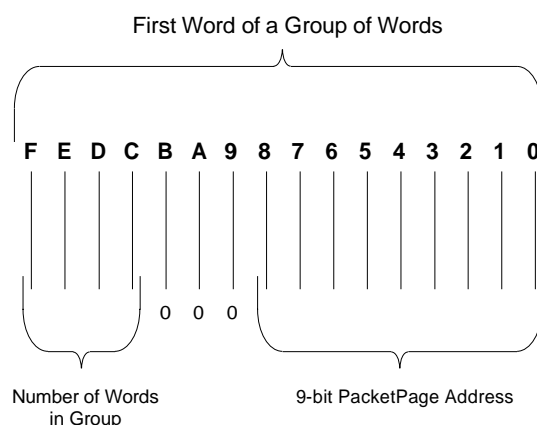 First Word of a Group of Words
F E D C B A 9 8 7 6 5 4 3 2 1 0
0 0 0
Number of Words
in Group
9-bit PacketPage Address